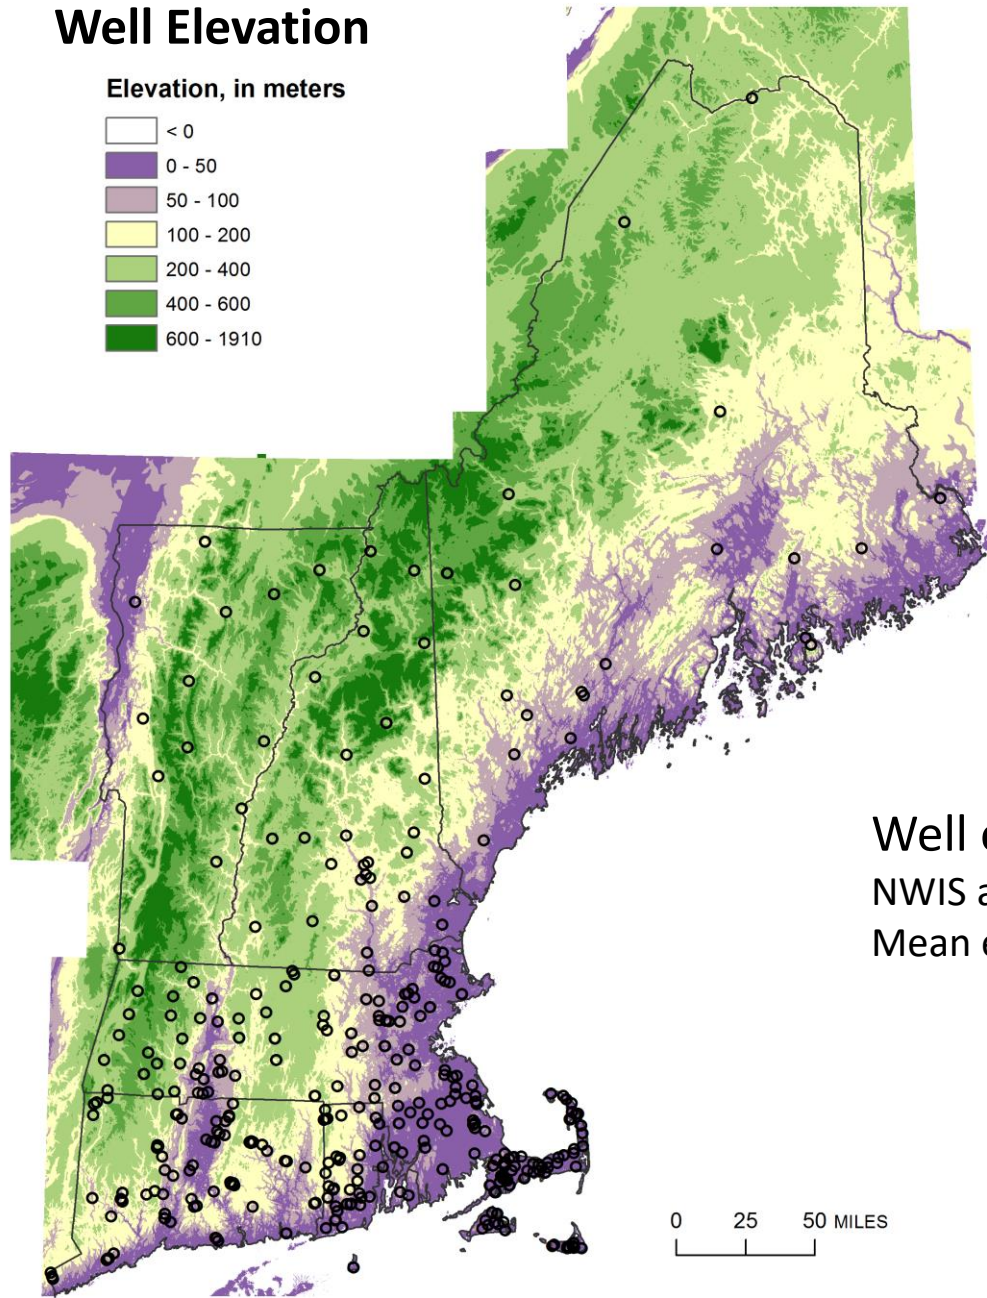 Well Elevation
Elevation, in meters
< 0
0 - 50
50 - 100
100 - 200
200 - 400
400 - 600
600 - 1910
Well
NWIS
Mean
0 25 50 MILES